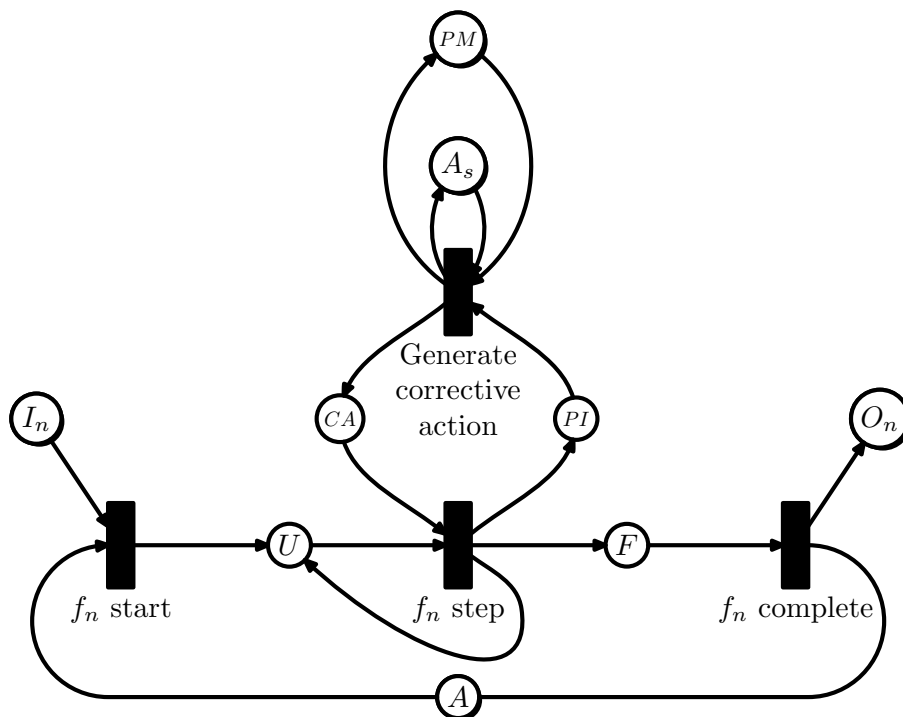 PM
A_s
Generate
corrective
action
I_n
CA
PI
O_n
U
F
f_n start
f_n step
f_n complete
A